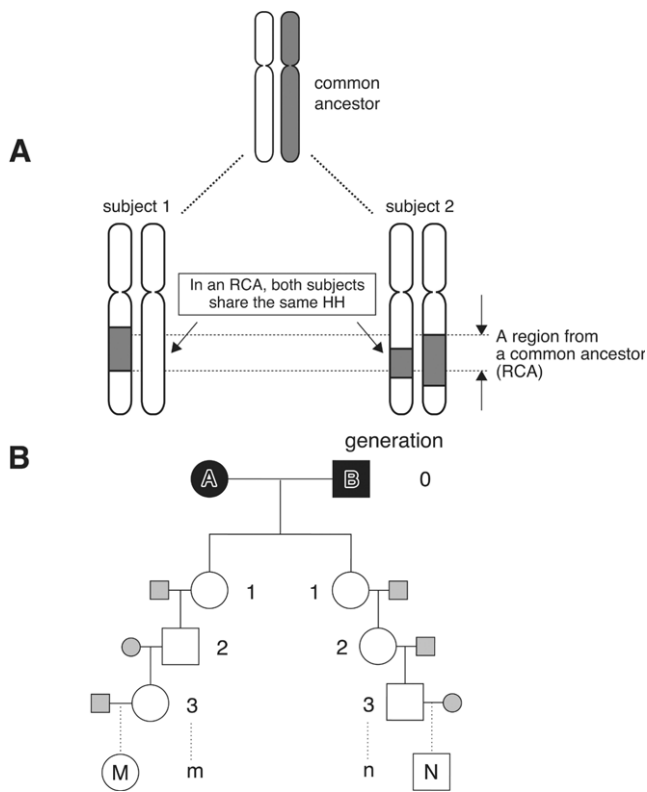 common
ancestor
A
subject 1
subject 2
In an RCA, both subjects
share the same HH
A region from
a common ancestor
(RCA)
B
generation
A
B
0
1
1
2
2
3
3
M
m
n
N